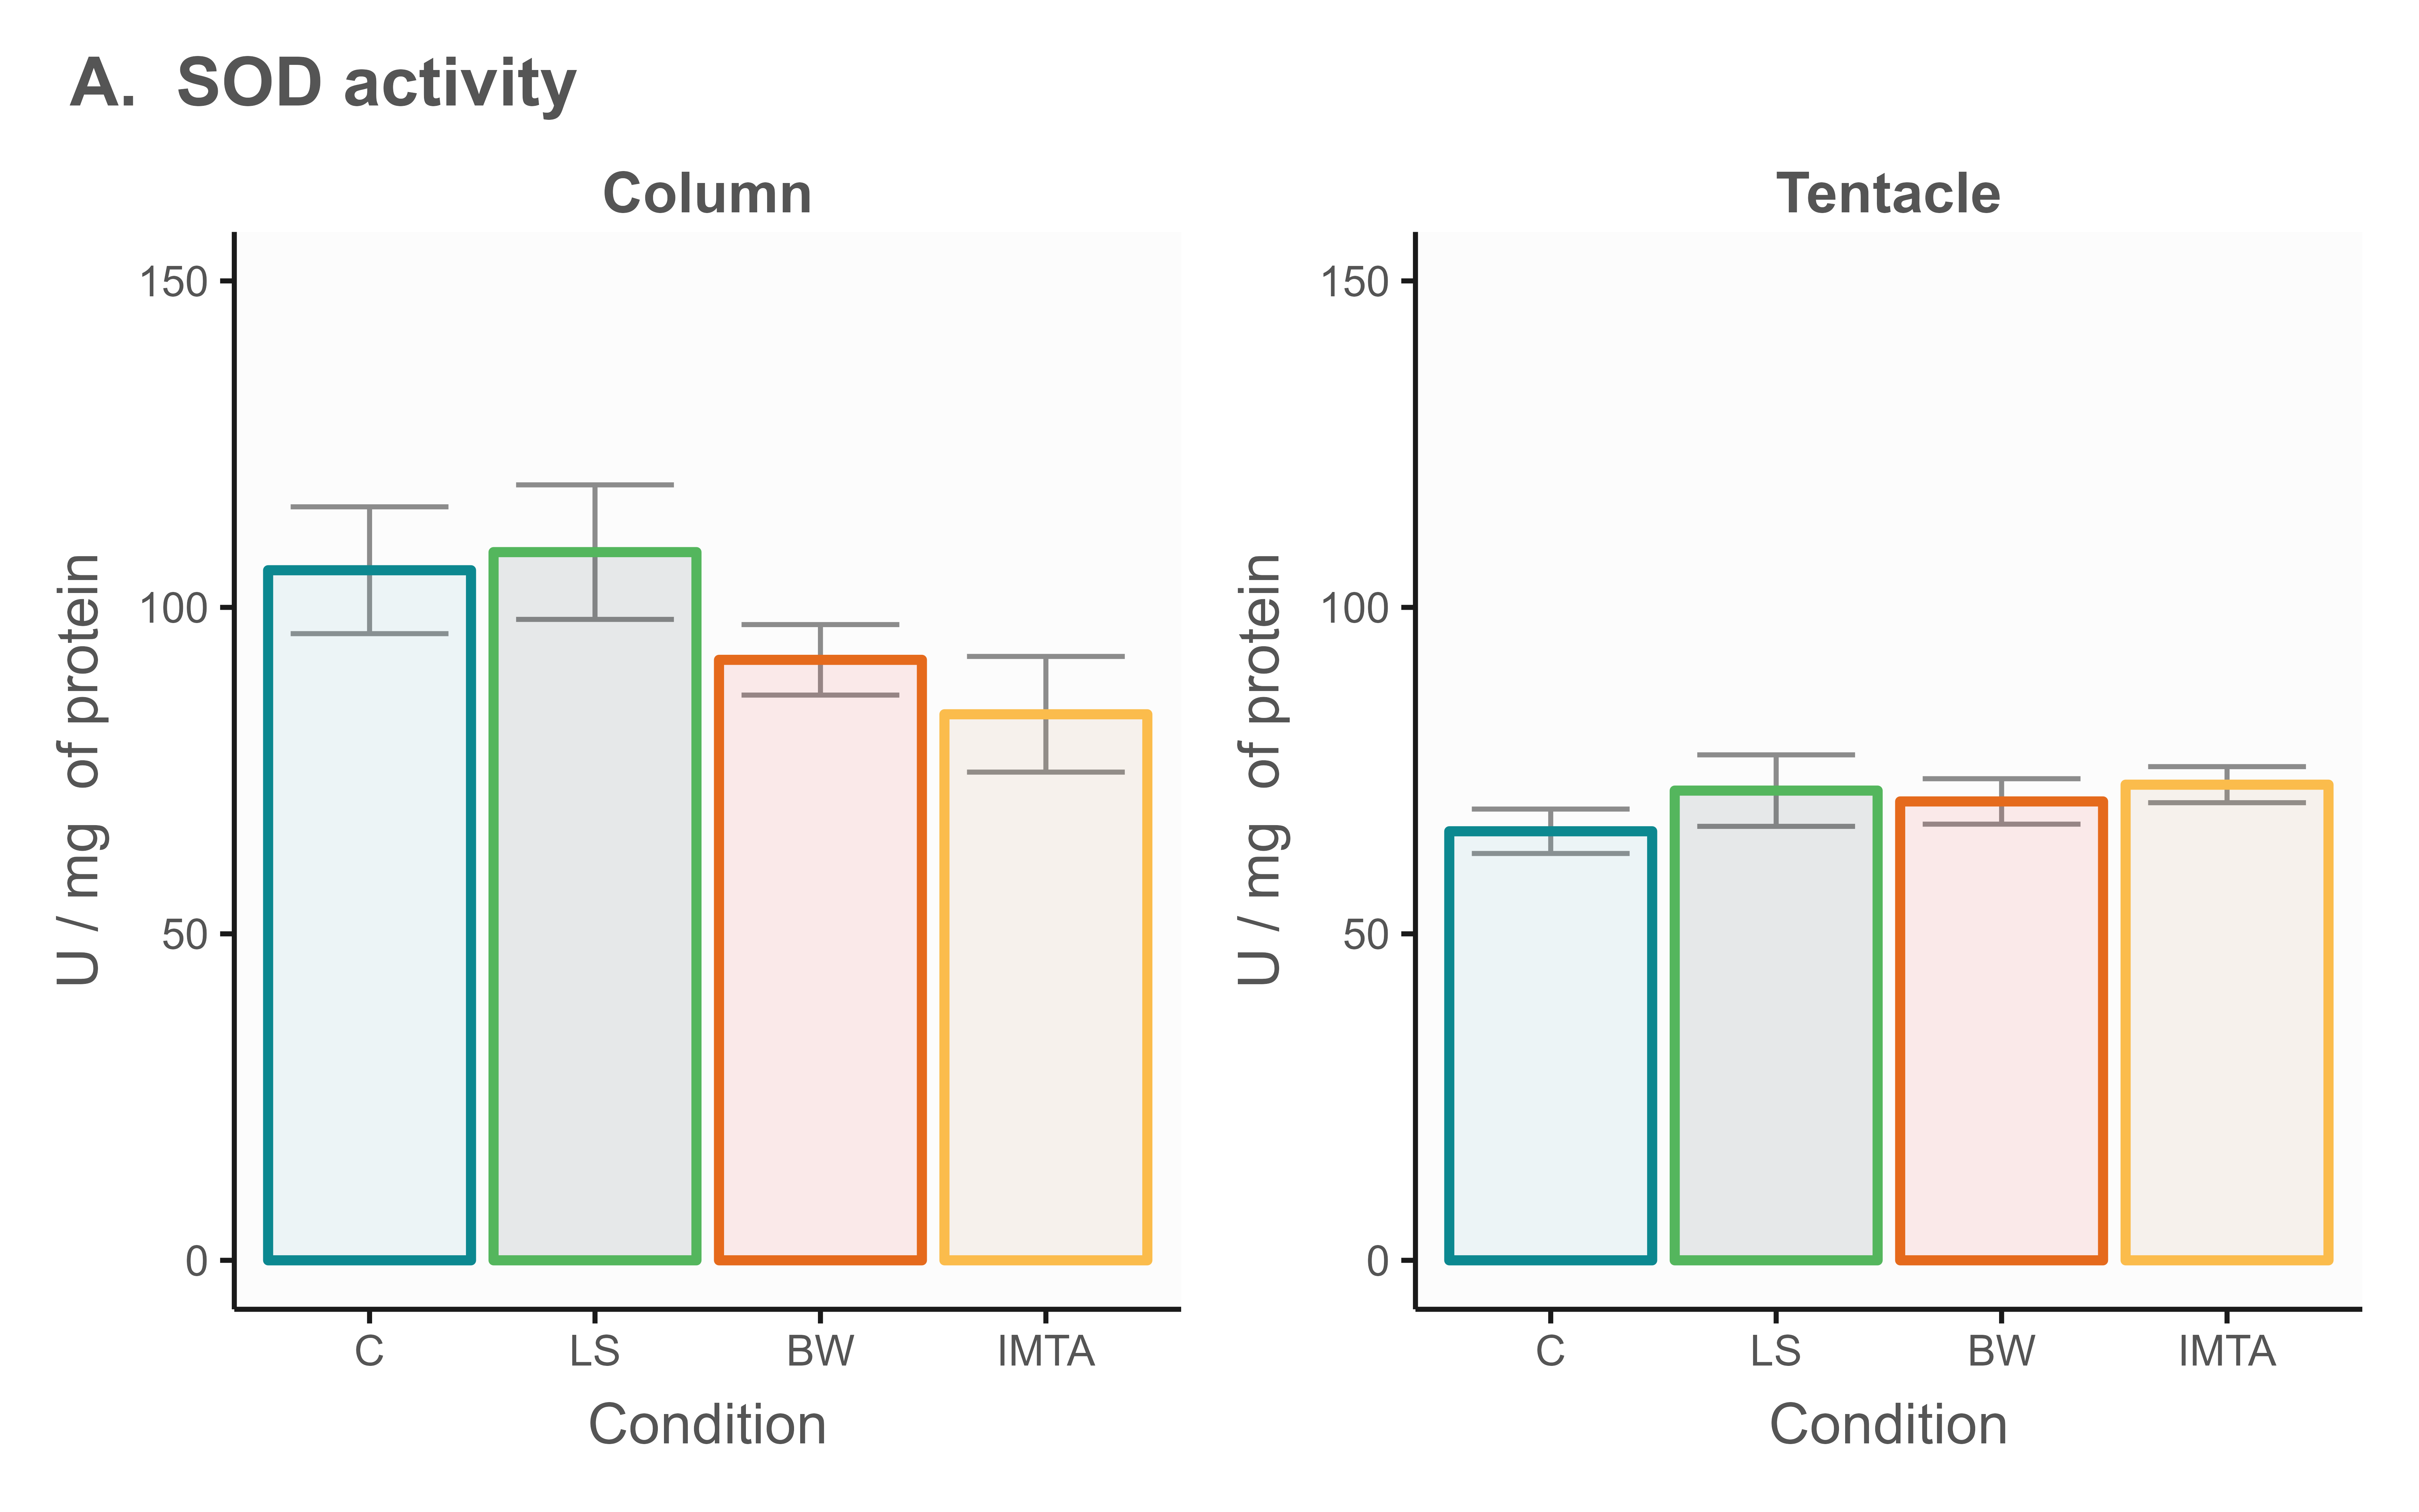 A. SOD activity
Column
U / mg of protein
150
100
50
0
C LS BW IMTA
Condition
Tentacle
U / mg of protein
150
100
50
0
C LS BW IMTA
Condition